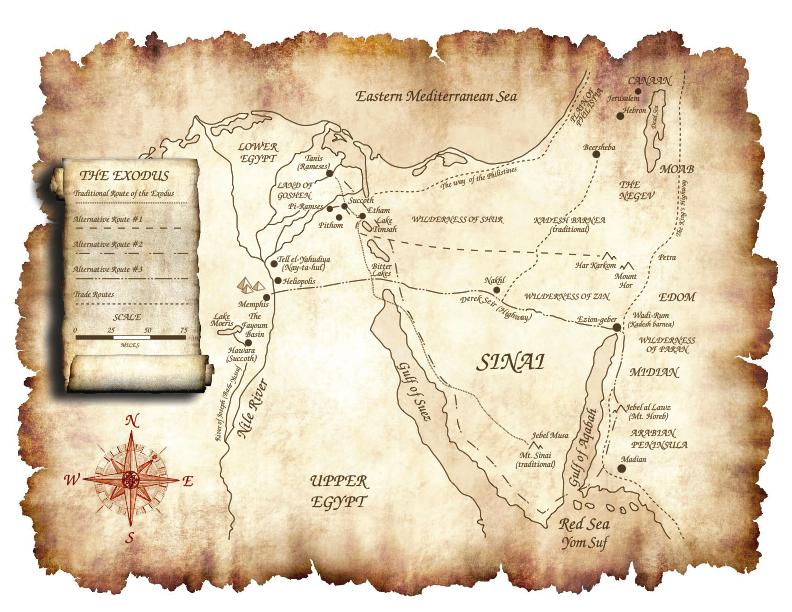 THE EXODUS
Traditional Route of the Exodus
Alternative Route #1
Alternative Route #2
Alternative Route #3
Trade Routes
SCALE
0 25 50 75
MILES
Eastern Mediterranean Sea
PLAIN OF
PHILISTIA
CANAAN
Jerusalem
Hebron
Dead Sea
Beersheba
MOAB
THE
NEGEV
The King's Highway
LOWER
EGYPT
Tanis
(Rameses)
LAND OF
GOSHEN
Pi-Ramses
Succoth
Pithom
Etham
Lake
Timsah
The way of the Philistines
WILDERNESS OF SHUR
KADESH BARNEA
(traditional)
Bitter
Lakes
Tell el-Yahudiya
(Nay-ta-hut)
Heliopolis
Memphis
Har Karkom
Mount
Hor
Petra
Nakhl
Derek Seir (Highway)
WILDERNESS OF ZIN
EDOM
Ezion-geber
Wadi-Rum
(Kadesh barnea)
WILDERNESS
OF PARAN
Lake
Moeris
The
Fayoum
Basin
Hawara
(Succoth)
Nile River
Gulf of Suez
SINAI
MIDIAN
Gulf of Aqabah
Jebel al Lawz
(Mt. Horeb)
ARABIAN
PENINSULA
Madian
Jebel Musa
Mt. Sinai
(traditional)
UPPER
EGYPT
Red Sea
Yom Suf
N
W
E
S